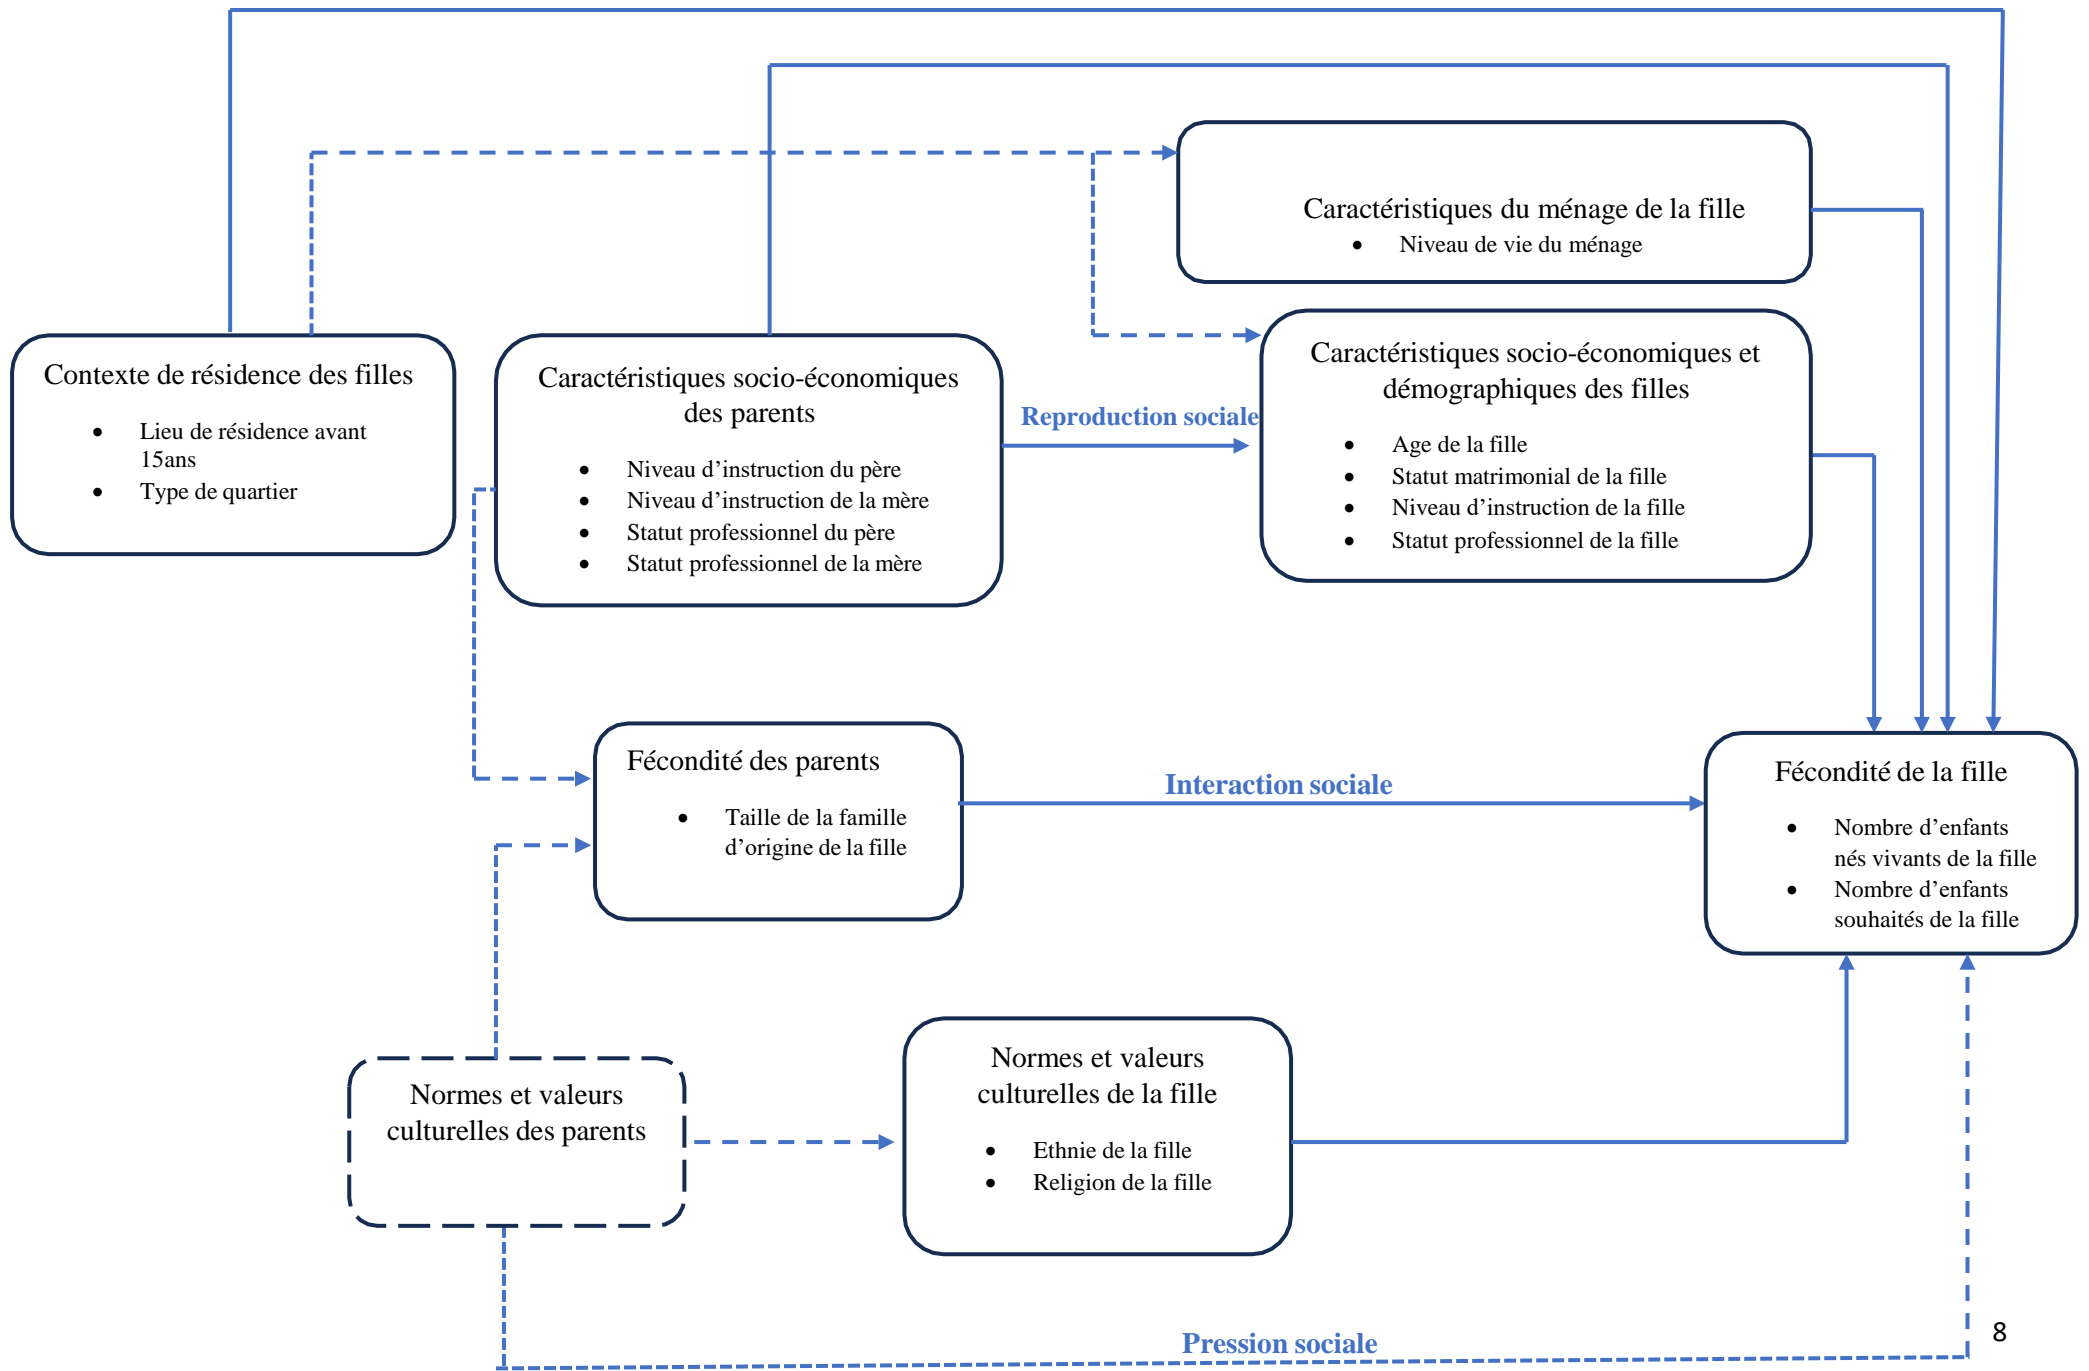 Caractéristiques du ménage de la fille
• Niveau de vie du ménage
Contexte de résidence des filles
• Lieu de résidence avant
15ans
• Type de quartier
Caractéristiques socio-économiques
des parents
• Niveau d’instruction du père
• Niveau d’instruction de la mère
• Statut professionnel du père
• Statut professionnel de la mère
Reproduction sociale
Caractéristiques socio-économiques et
démographiques des filles
• Age de la fille
• Statut matrimonial de la fille
• Niveau d’instruction de la fille
• Statut professionnel de la fille
Fécondité des parents
• Taille de la famille
d’origine de la fille
Interaction sociale
Fécondité de la fille
• Nombre d’enfants
nés vivants de la fille
• Nombre d’enfants
souhaités de la fille
Normes et valeurs
culturelles des parents
Normes et valeurs
culturelles de la fille
• Ethnie de la fille
• Religion de la fille
Pression sociale
8